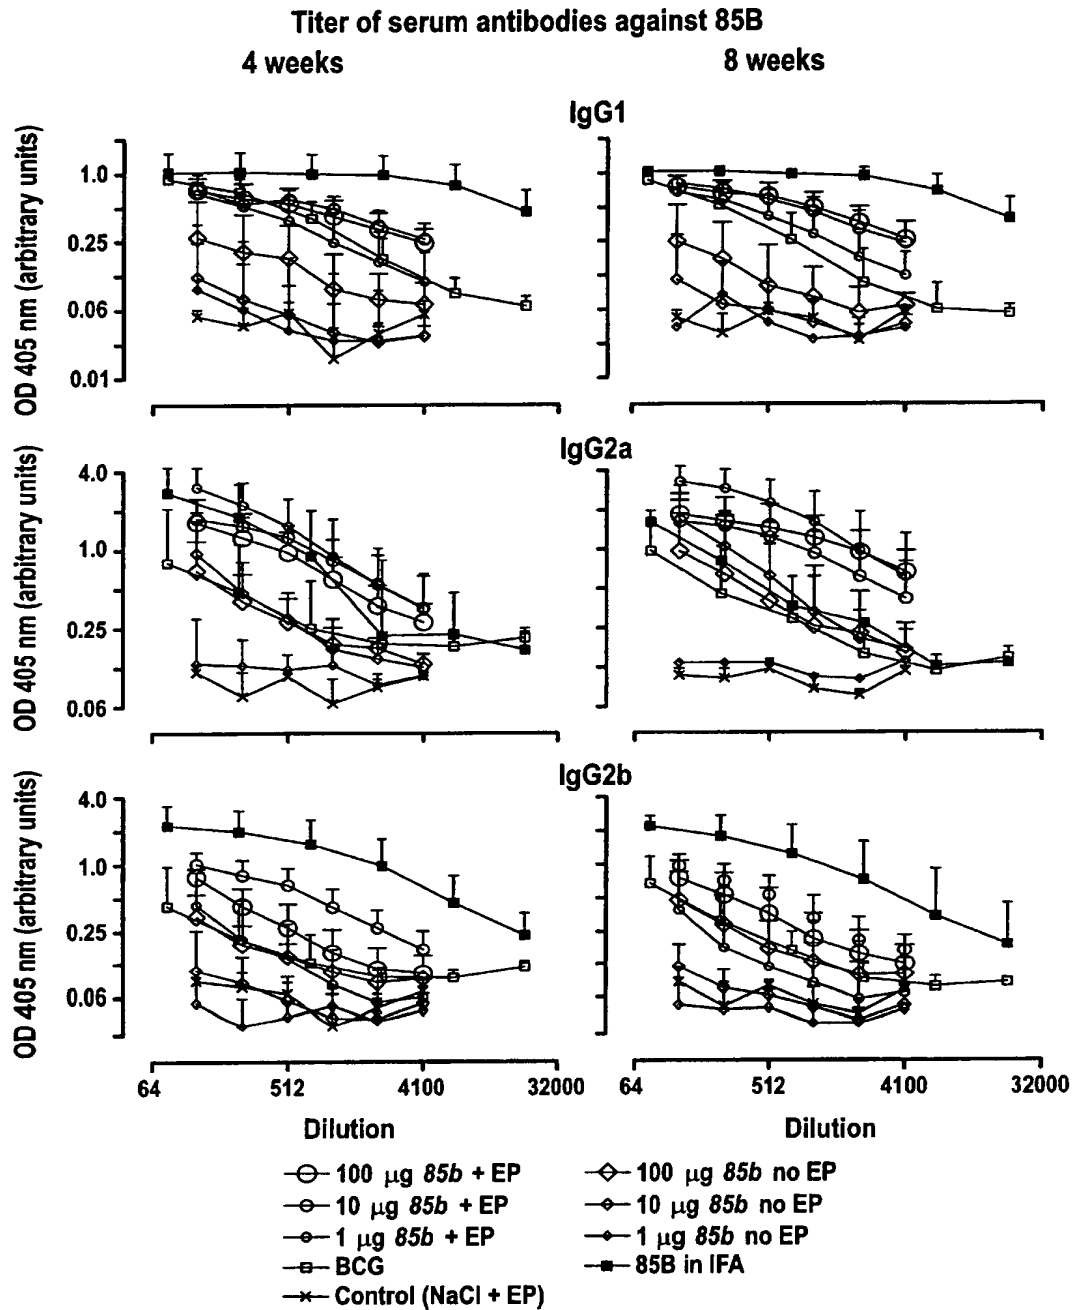 Titer of serum antibodies against 85B
4 weeks
8 weeks
IgG1
OD 405 nm (arbitrary units)
1.0
0.25
0.06
0.01
64
512
4100
32000
IgG2a
OD 405 nm (arbitrary units)
4.0
1.0
0.25
0.06
IgG2b
OD 405 nm (arbitrary units)
4.0
1.0
0.25
0.06
64
512
4100
32000
64
512
4100
32000
Dilution
Dilution
100 μg 85b + EP
10 μg 85b + EP
1 μg 85b + EP
BCG
Control (NaCl + EP)
100 μg 85b no EP
10 μg 85b no EP
1 μg 85b no EP
85B in IFA